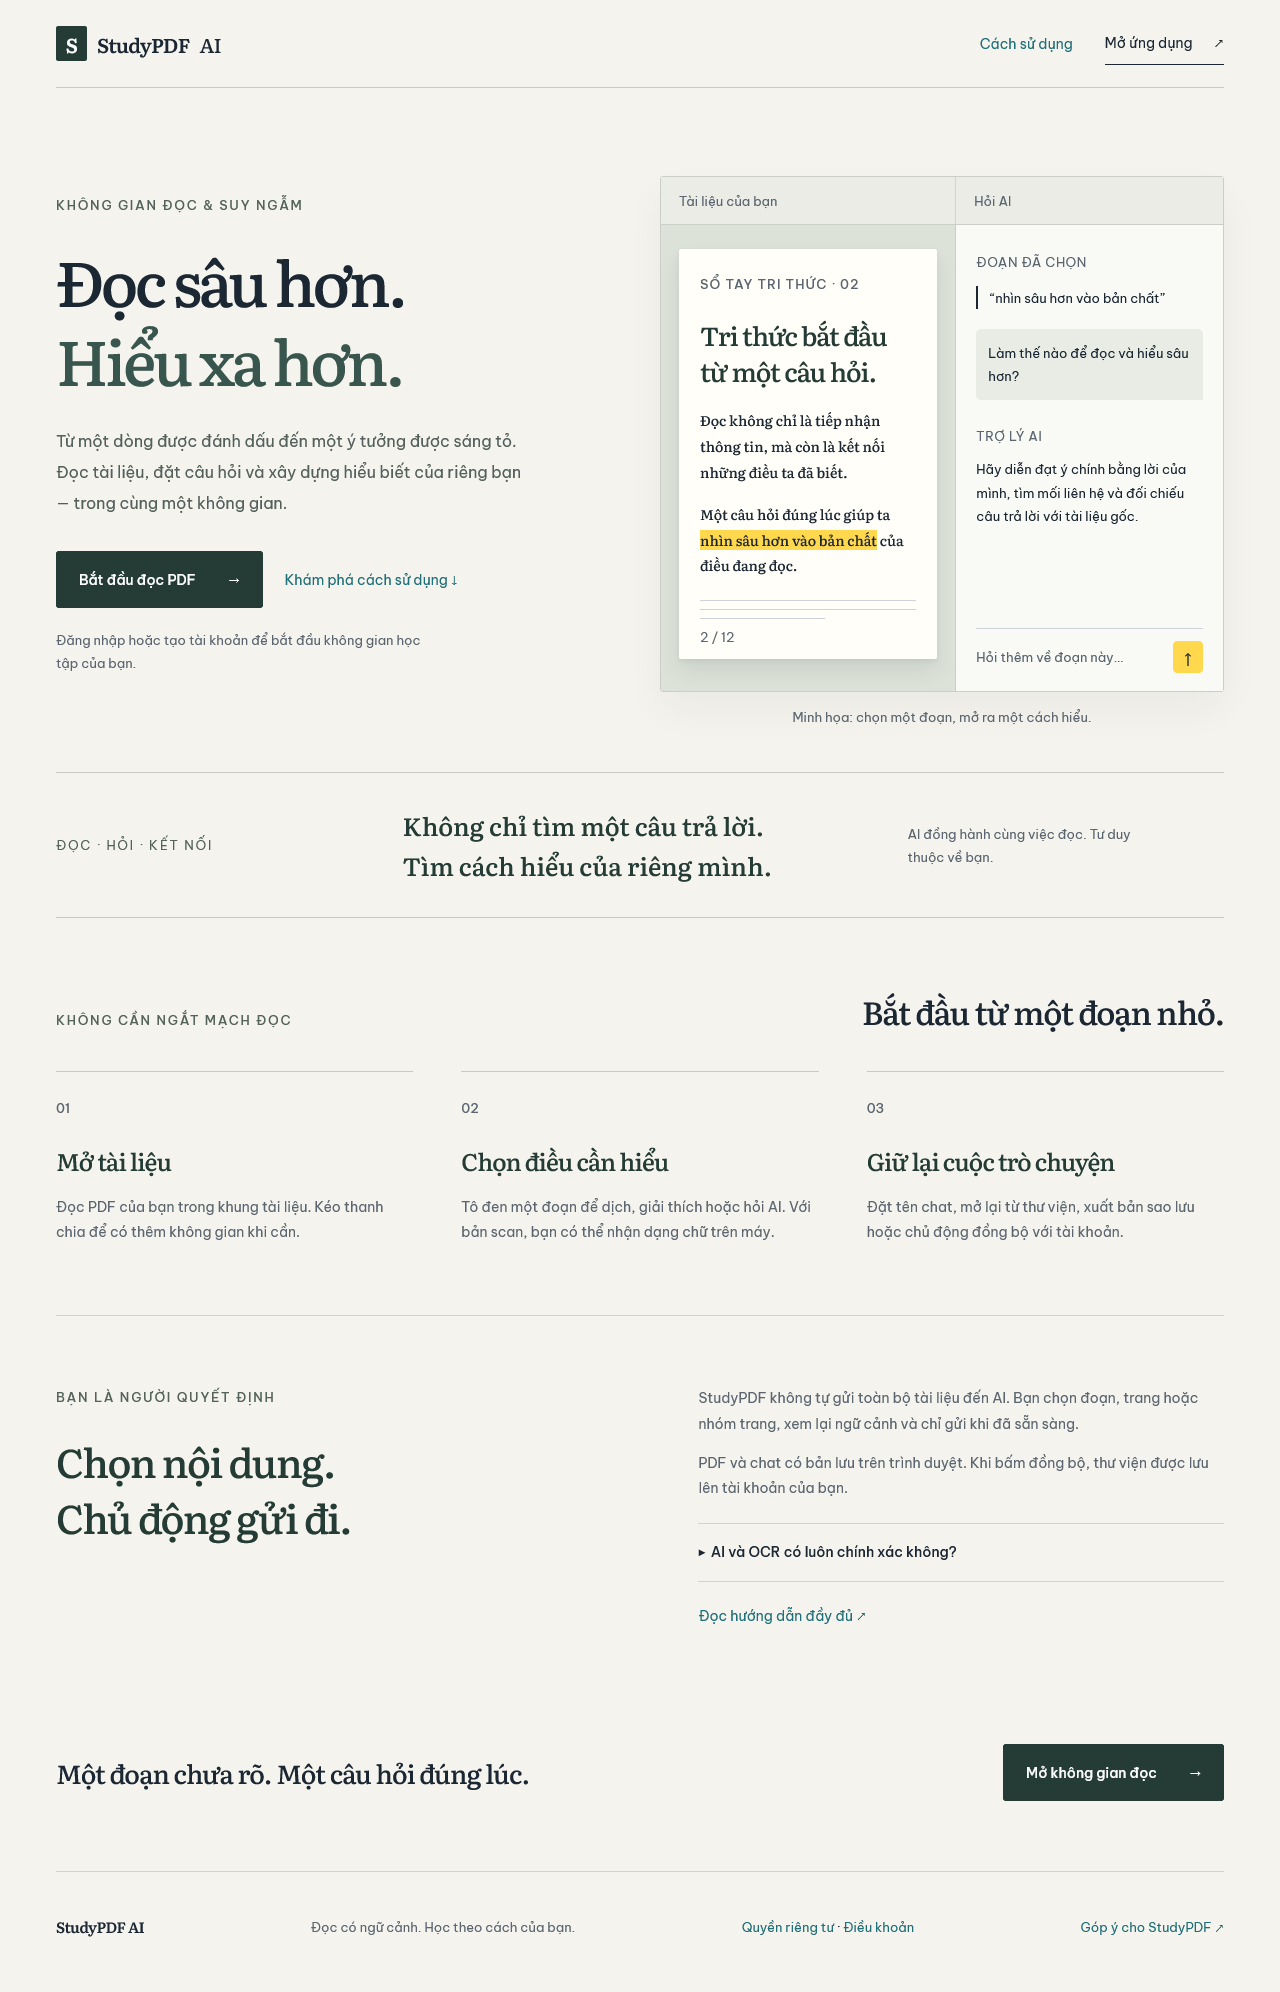 S StudyPDF AI
Cách sử dụng
Mở ứng dụng ↗
KHÔNG GIAN ĐỌC & SUY NGẪM
Đọc sâu hơn.
Hiểu xa hơn.
Từ một dòng được đánh dấu đến một ý tưởng được sáng tỏ.
Đọc tài liệu, đặt câu hỏi và xây dựng hiểu biết của riêng bạn
— trong cùng một không gian.
Bắt đầu đọc PDF →
Khám phá cách sử dụng ↓
Đăng nhập hoặc tạo tài khoản để bắt đầu không gian học
tập của bạn.
Tài liệu của bạn
SỔ TAY TRI THỨC · 02
Tri thức bắt đầu
từ một câu hỏi.
Đọc không chỉ là tiếp nhận
thông tin, mà còn là kết nối
những điều ta đã biết.
Một câu hỏi đúng lúc giúp ta
nhìn sâu hơn vào bản chất của
điều đang đọc.
2 / 12
Hỏi AI
ĐOẠN ĐÃ CHỌN
“nhìn sâu hơn vào bản chất”
Làm thế nào để đọc và hiểu sâu
hơn?
TRỢ LÝ AI
Hãy diễn đạt ý chính bằng lời của
mình, tìm mối liên hệ và đối chiếu
câu trả lời với tài liệu gốc.
Hỏi thêm về đoạn này... ↑
Minh họa: chọn một đoạn, mở ra một cách hiểu.
ĐỌC · HỎI · KẾT NỐI
Không chỉ tìm một câu trả lời.
Tìm cách hiểu của riêng mình.
AI đồng hành cùng việc đọc. Tư duy
thuộc về bạn.
KHÔNG CẦN NGẮT MẠCH ĐỌC
Bắt đầu từ một đoạn nhỏ.
01
Mở tài liệu
Đọc PDF của bạn trong khung tài liệu. Kéo thanh
chia để có thêm không gian khi cần.
02
Chọn điều cần hiểu
Tô đen một đoạn để dịch, giải thích hoặc hỏi AI. Với
bản scan, bạn có thể nhận dạng chữ trên máy.
03
Giữ lại cuộc trò chuyện
Đặt tên chat, mở lại từ thư viện, xuất bản sao lưu
hoặc chủ động đồng bộ với tài khoản.
BẠN LÀ NGƯỜI QUYẾT ĐỊNH
Chọn nội dung.
Chủ động gửi đi.
StudyPDF không tự gửi toàn bộ tài liệu đến AI. Bạn chọn đoạn, trang hoặc
nhóm trang, xem lại ngữ cảnh và chỉ gửi khi đã sẵn sàng.
PDF và chat có bản lưu trên trình duyệt. Khi bấm đồng bộ, thư viện được lưu
lên tài khoản của bạn.
▸ AI và OCR có luôn chính xác không?
Đọc hướng dẫn đầy đủ ↗
Một đoạn chưa rõ. Một câu hỏi đúng lúc.
Mở không gian đọc →
StudyPDF AI
Đọc có ngữ cảnh. Học theo cách của bạn.
Quyền riêng tư · Điều khoản
Góp ý cho StudyPDF ↗